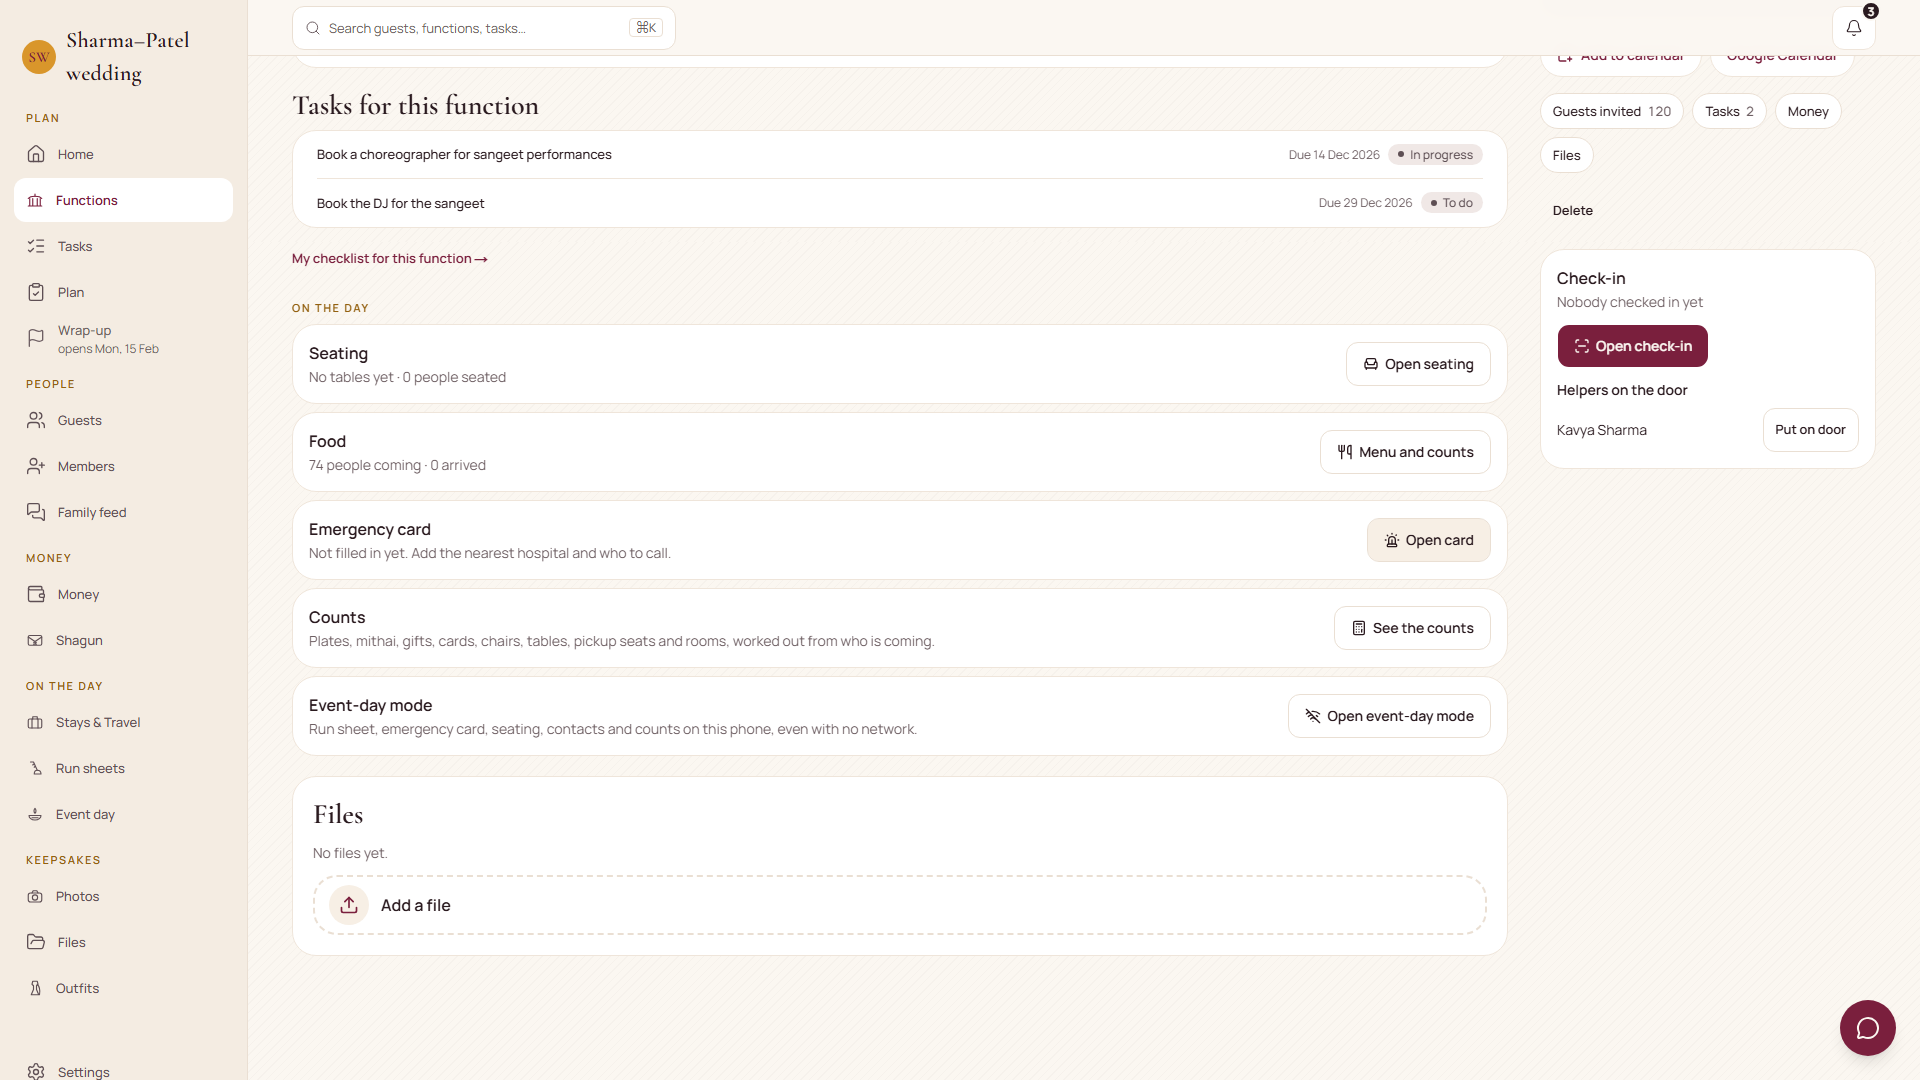 SW
Sharma–Patel
wedding
PLAN
Home
Functions
Tasks
Plan
Wrap-up
opens Mon, 15 Feb
PEOPLE
Guests
Members
Family feed
MONEY
Money
Shagun
ON THE DAY
Stays & Travel
Run sheets
Event day
KEEPSAKES
Photos
Files
Outfits
Settings
Search guests, functions, tasks... ⌘K
3
Tasks for this function
Book a choreographer for sangeet performances Due 14 Dec 2026 In progress
Book the DJ for the sangeet Due 29 Dec 2026 To do
My checklist for this function →
ON THE DAY
Seating
No tables yet · 0 people seated
Open seating
Food
74 people coming · 0 arrived
Menu and counts
Emergency card
Not filled in yet. Add the nearest hospital and who to call.
Open card
Counts
Plates, mithai, gifts, cards, chairs, tables, pickup seats and rooms, worked out from who is coming.
See the counts
Event-day mode
Run sheet, emergency card, seating, contacts and counts on this phone, even with no network.
Open event-day mode
Files
No files yet.
Add a file
Add to calendar Google Calendar
Guests invited 120 Tasks 2 Money
Files
Delete
Check-in
Nobody checked in yet
Open check-in
Helpers on the door
Kavya Sharma Put on door